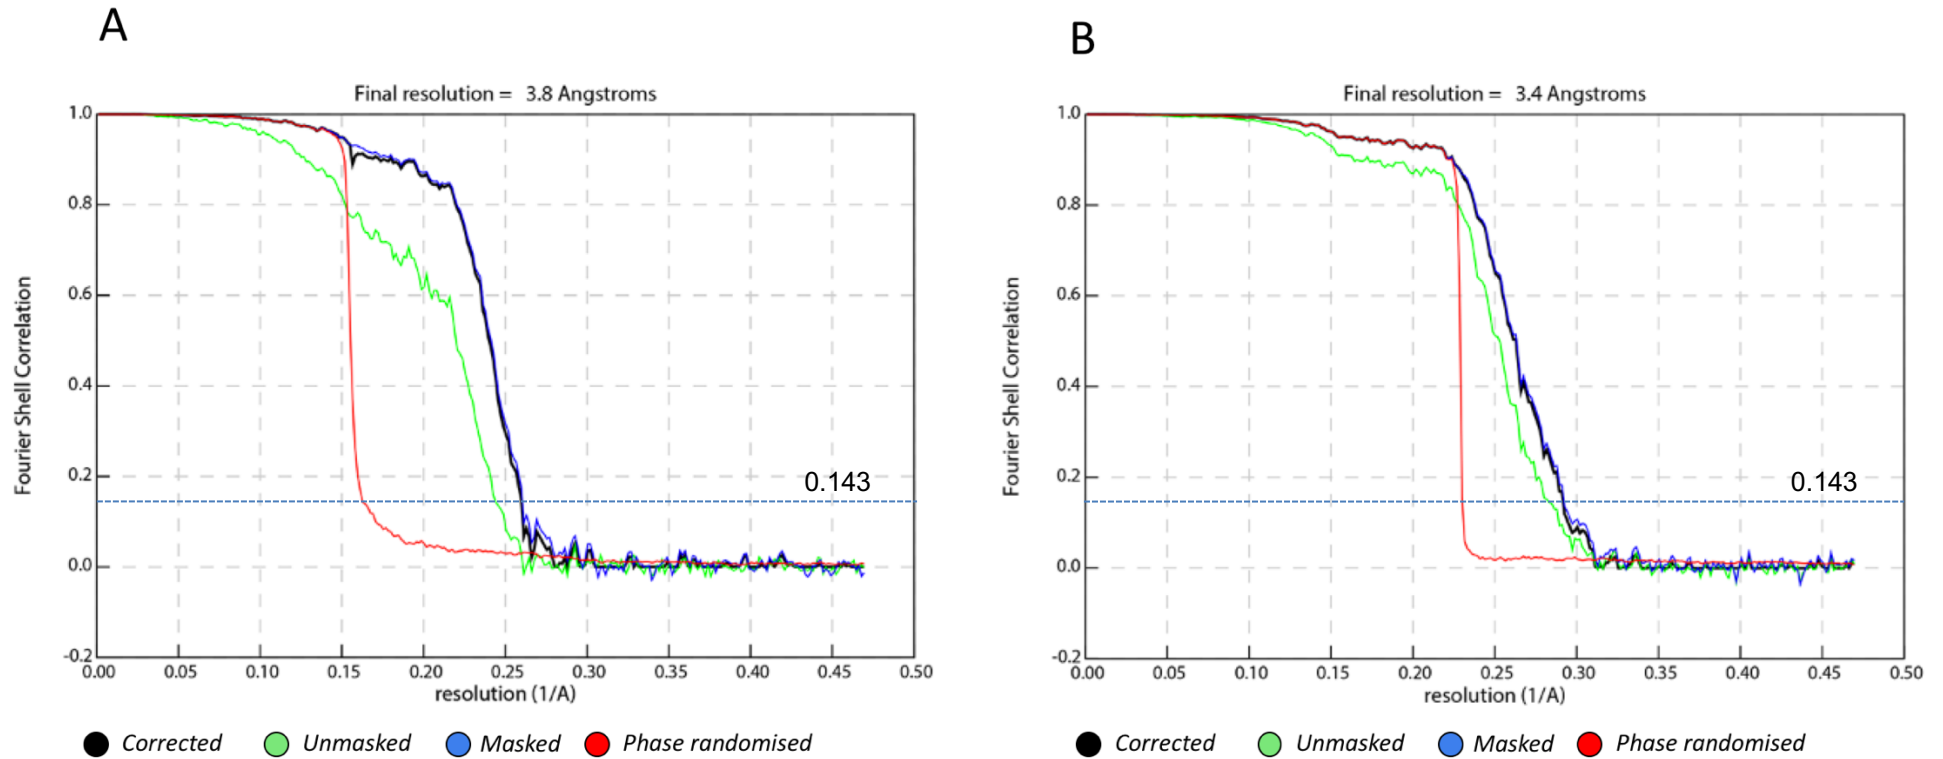 A
Final resolution = 3.8 Angstroms
1.0
0.8
0.6
0.4
0.2
0.0
-0.2
Fourier Shell Correlation
0.143
0.00 0.05 0.10 0.15 0.20 0.25 0.30 0.35 0.40 0.45 0.50
resolution (1/A)
Corrected Unmasked Masked Phase randomised
B
Final resolution = 3.4 Angstroms
1.0
0.8
0.6
0.4
0.2
0.0
-0.2
Fourier Shell Correlation
0.143
0.00 0.05 0.10 0.15 0.20 0.25 0.30 0.35 0.40 0.45 0.50
resolution (1/A)
Corrected Unmasked Masked Phase randomised